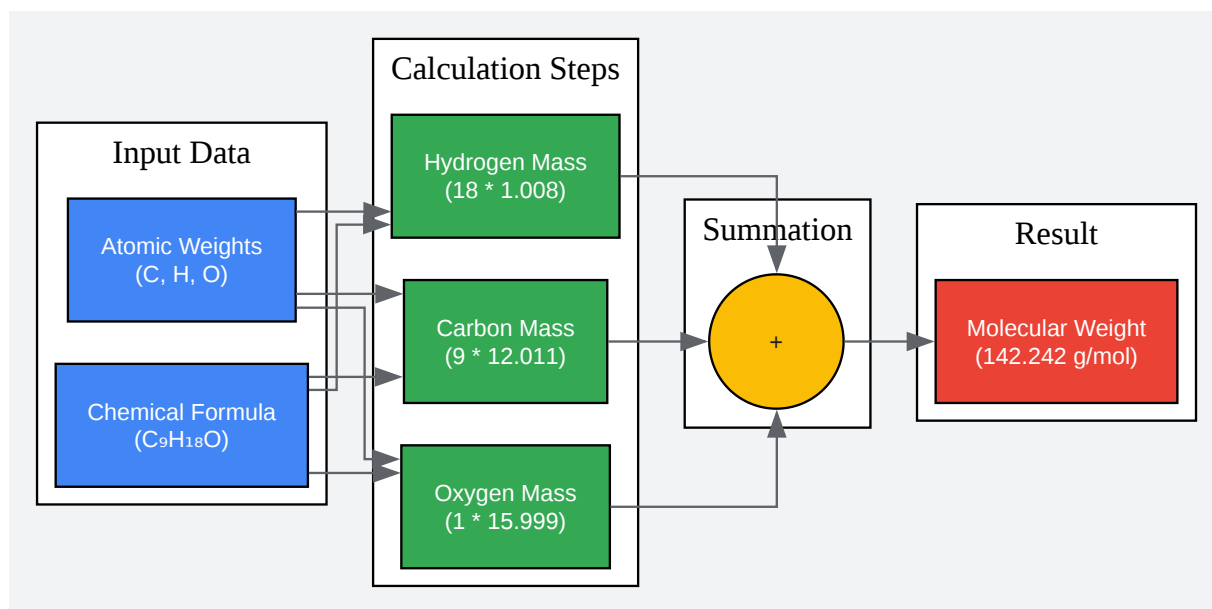 Input Data
Atomic Weights
(C, H, O)
Chemical Formula
(C₉H₁₈O)
Calculation Steps
Hydrogen Mass
(18 * 1.008)
Carbon Mass
(9 * 12.011)
Oxygen Mass
(1 * 15.999)
Summation
+
Result
Molecular Weight
(142.242 g/mol)